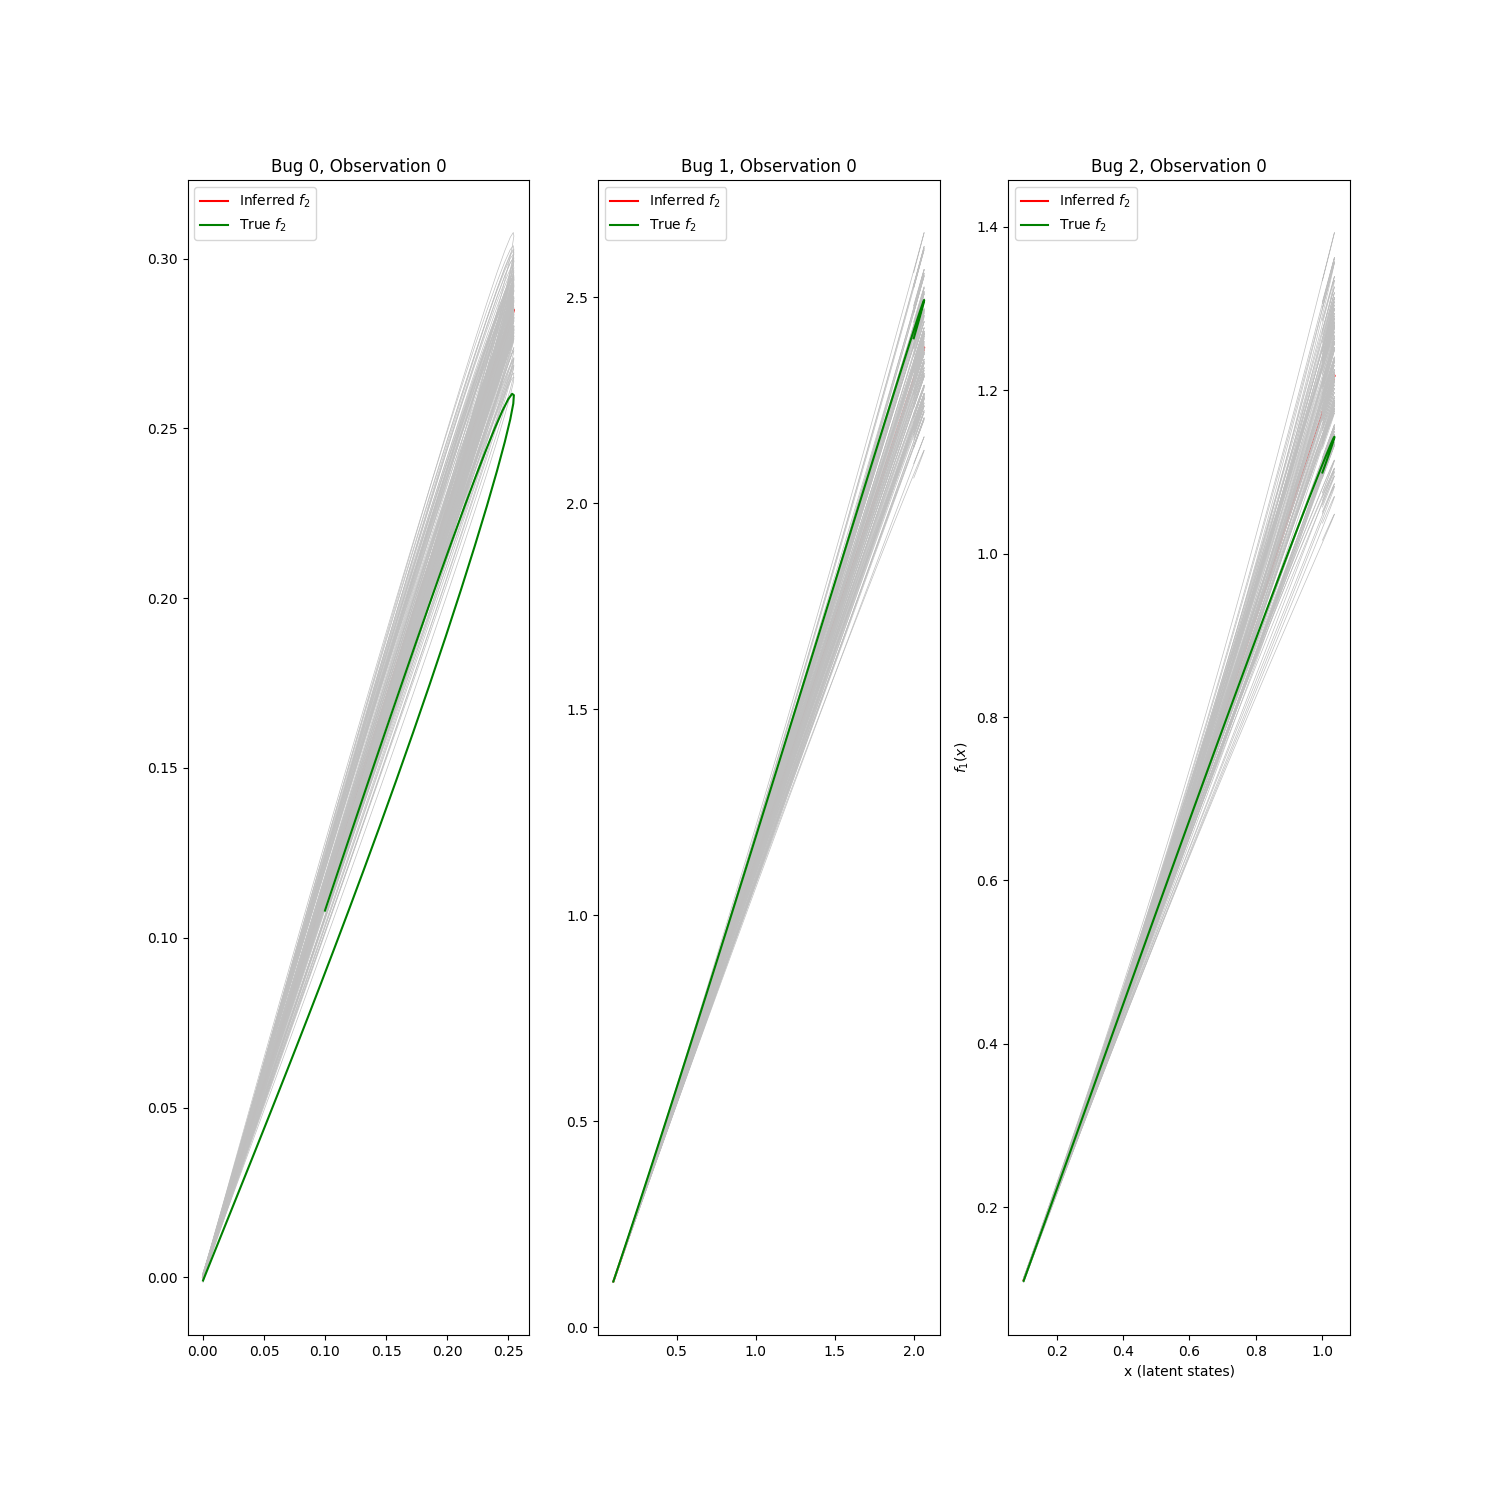 Bug 0, Observation 0
Inferred f₂
True f₂
0.30
0.25
0.20
0.15
0.10
0.05
0.00
0.00 0.05 0.10 0.15 0.20 0.25
Bug 1, Observation 0
Inferred f₂
True f₂
2.5
2.0
1.5
1.0
0.5
0.0
0.5 1.0 1.5 2.0
Bug 2, Observation 0
Inferred f₂
True f₂
f₁(x)
1.4
1.2
1.0
0.8
0.6
0.4
0.2
0.2 0.4 0.6 0.8 1.0
x (latent states)